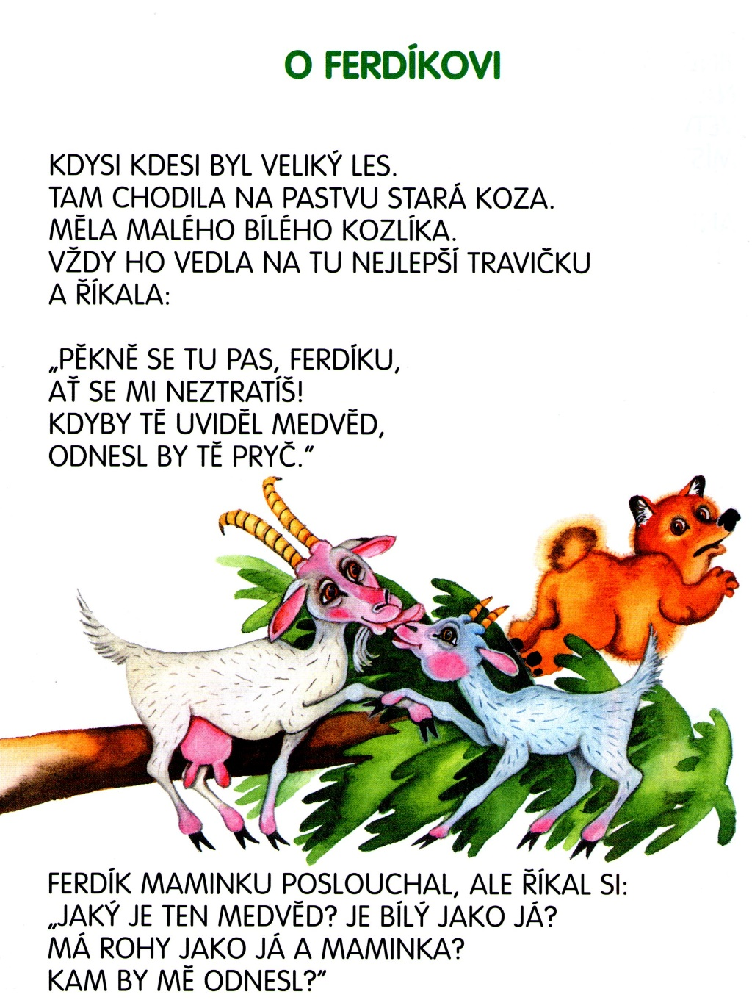 O FERDÍKOVI
KDYSI KDESI BYL VELIKÝ LES.
TAM CHODILA NA PASTVU STARÁ KOZA.
MĚLA MALÉHO BÍLÉHO KOZLÍKA.
VŽDY HO VEDLA NA TU NEJLEPŠÍ TRAVIČKU
A ŘÍKALA:
„PĚKNĚ SE TU PAS, FERDÍKU,
AŤ SE MI NEZTRATÍŠ!
KDYBY TĚ UVIDĚL MEDVĚD,
ODNESL BY TĚ PRYČ.”
FERDÍK MAMINKU POSLOUCHAL, ALE ŘÍKAL SI:
„JAKÝ JE TEN MEDVĚD? JE BÍLÝ JAKO JÁ?
MÁ ROHY JAKO JÁ A MAMINKA?
KAM BY MĚ ODNESL?”